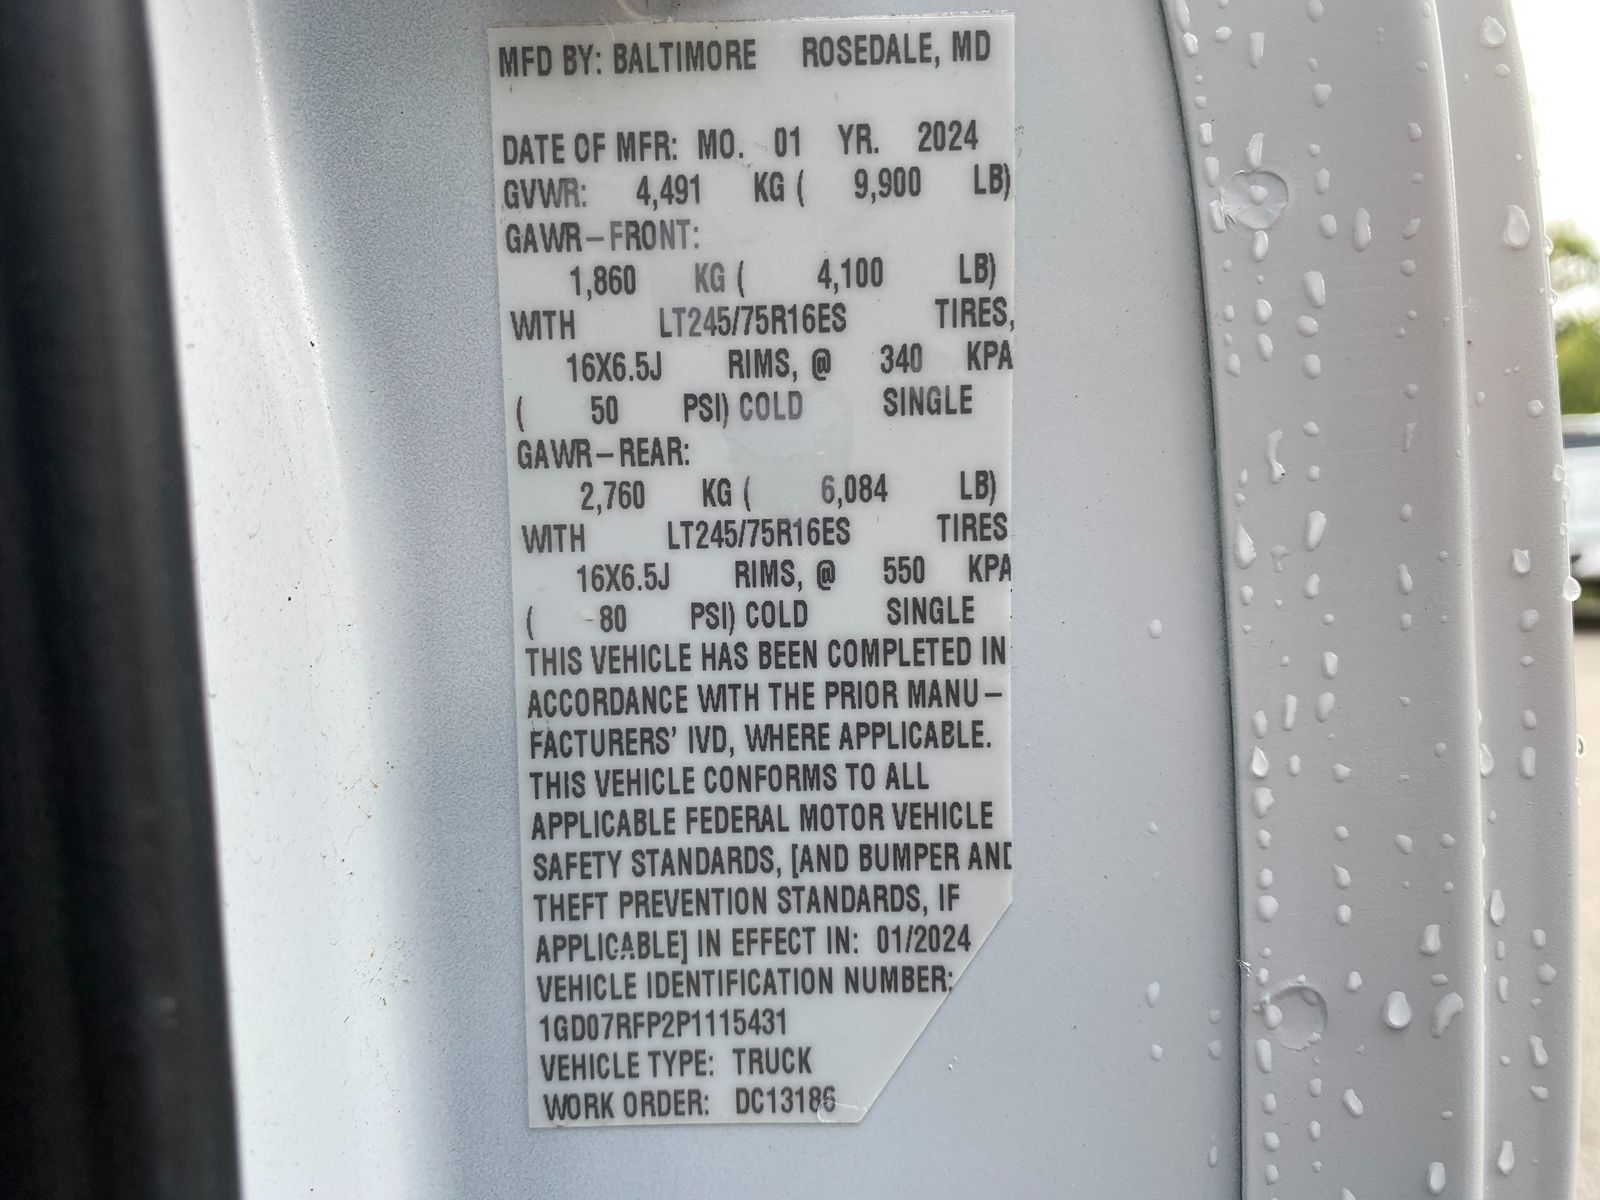 MFD BY: BALTIMORE ROSEDALE, MD
DATE OF MFR: MO. 01 YR. 2024
GVWR: 4,491 KG ( 9,900 LB)
GAWR-FRONT:
1,860 KG ( 4,100 LB)
WITH LT245/75R16ES TIRES,
16X6.5J RIMS, @ 340 KPA
( 50 PSI) COLD SINGLE
GAWR-REAR:
2,760 KG ( 6,084 LB)
WITH LT245/75R16ES TIRES
16X6.5J RIMS, @ 550 KPA
( 80 PSI) COLD SINGLE
THIS VEHICLE HAS BEEN COMPLETED IN
ACCORDANCE WITH THE PRIOR MANU-
FACTURERS' IVD, WHERE APPLICABLE.
THIS VEHICLE CONFORMS TO ALL
APPLICABLE FEDERAL MOTOR VEHICLE
SAFETY STANDARDS, [AND BUMPER AND
THEFT PREVENTION STANDARDS, IF
APPLICABLE] IN EFFECT IN: 01/2024
VEHICLE IDENTIFICATION NUMBER:
1GD07RFP2P1115431
VEHICLE TYPE: TRUCK
WORK ORDER: DC13186